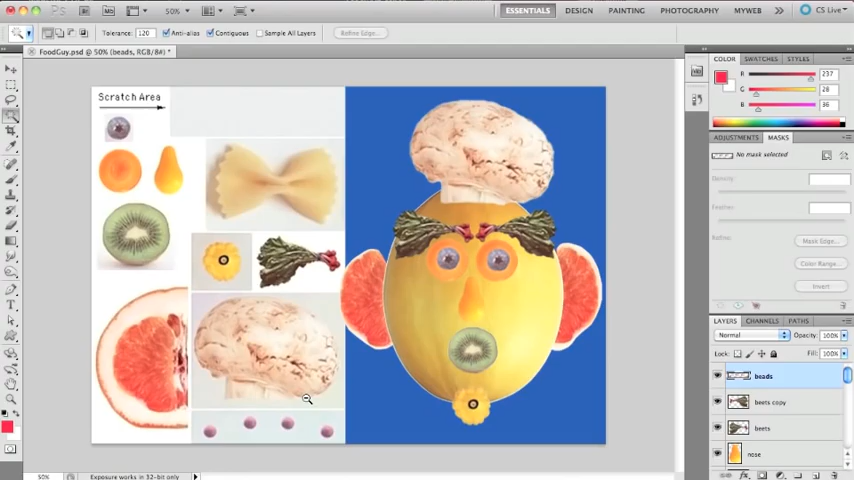 Ps Br Mb 50% ESSENTIALS DESIGN PAINTING PHOTOGRAPHY MYWEB >> CS Live
Tolerance: 120 Anti-alias Contiguous Sample All Layers Refine Edge...
FoodGuy.psd @ 50% (beads, RGB/8#) *
Scratch Area
COLOR SWATCHES STYLES
R 237
G 28
B 36
ADJUSTMENTS MASKS
No mask selected
Density:
Feather:
Refine: Mask Edge...
Color Range...
Invert
LAYERS CHANNELS PATHS
Normal Opacity: 100%
Lock: Fill: 100%
beads
beets copy
beets
nose
50% Exposure works in 32-bit only